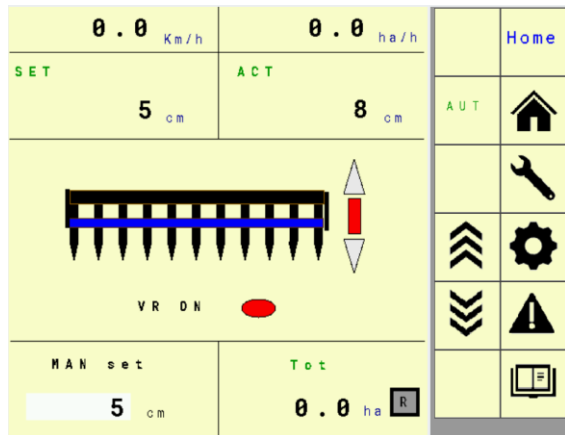 0.0 Km/h 0.0 ha/h Home
SET ACT
5 cm 8 cm AUT
VR ON
MAN set Tot
5 cm 0.0 ha R